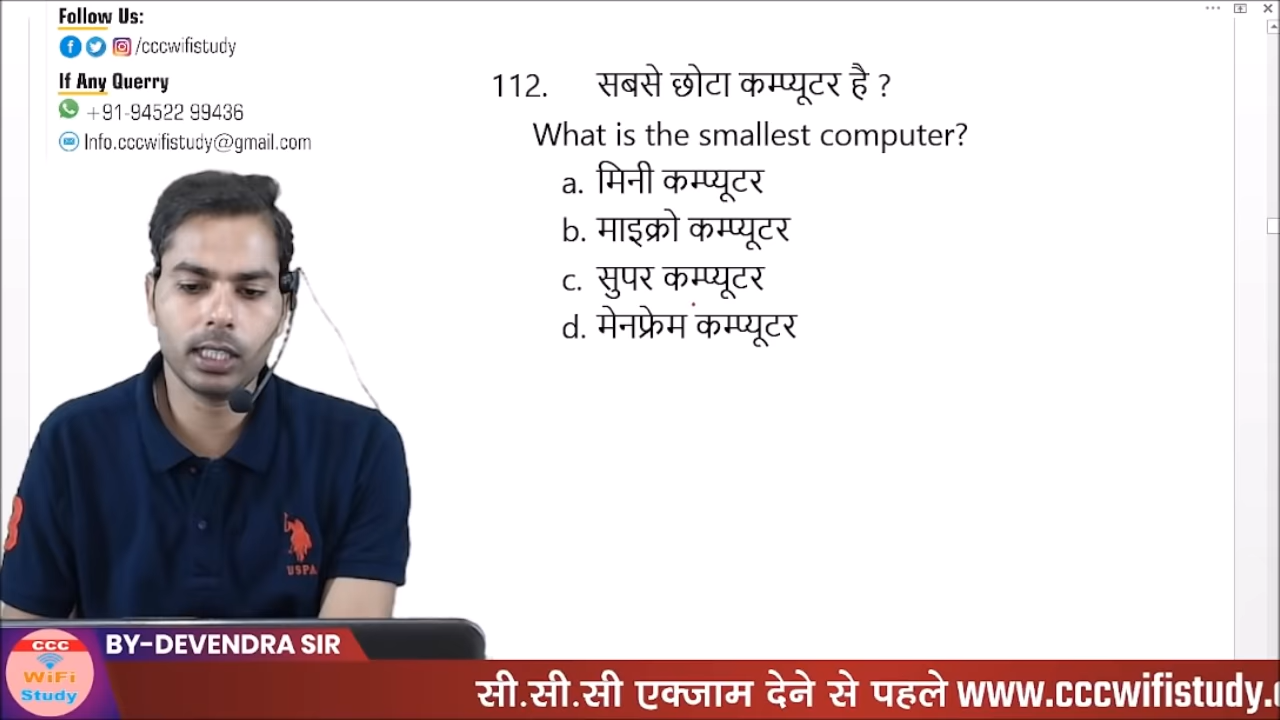 Follow Us:
/cccwifistudy
If Any Querry
+91-94522 99436
Info.cccwifistudy@gmail.com
112. सबसे छोटा कम्प्यूटर है ?
What is the smallest computer?
a. मिनी कम्प्यूटर
b. माइक्रो कम्प्यूटर
c. सुपर कम्प्यूटर
d. मेनफ्रेम कम्प्यूटर
3
USPA
CCC
WiFi
Study
BY-DEVENDRA SIR
सी.सी.सी एक्जाम देने से पहले www.cccwifistudy.